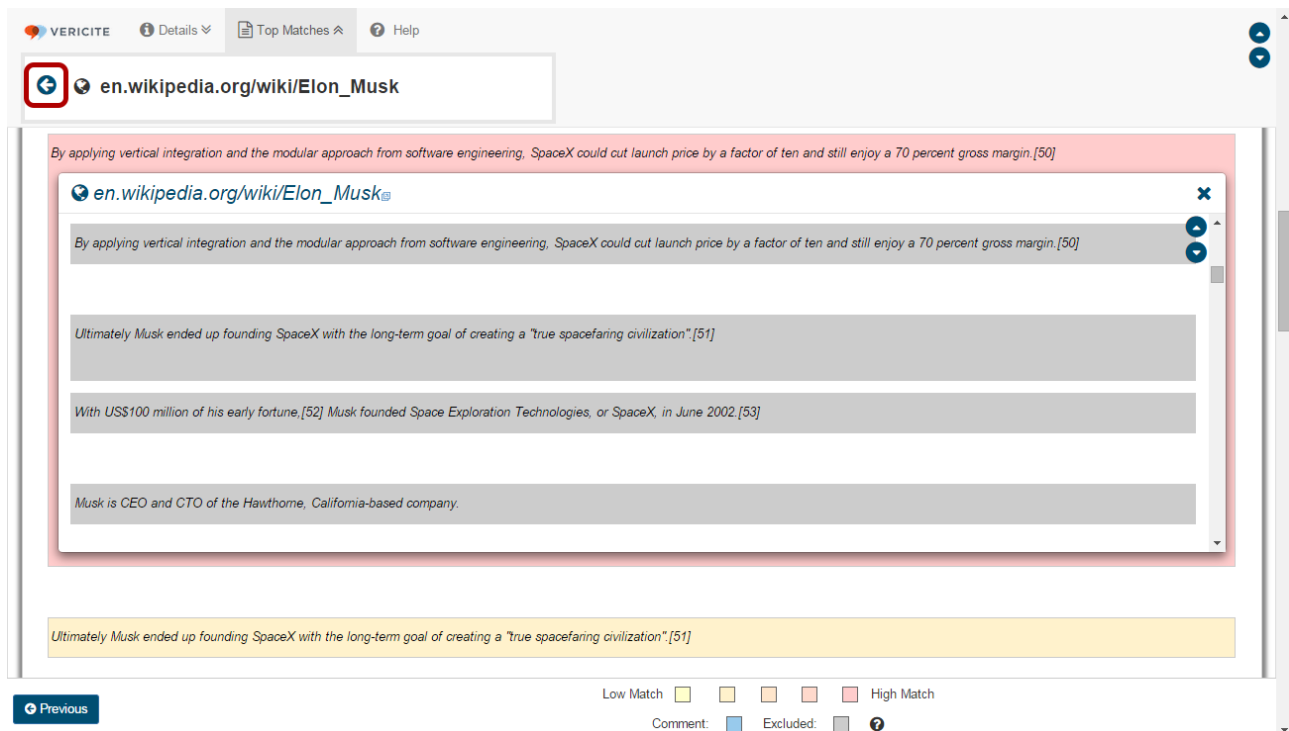 VERICITE Details Top Matches Help
en.wikipedia.org/wiki/Elon_Musk
By applying vertical integration and the modular approach from software engineering, SpaceX could cut launch price by a factor of ten and still enjoy a 70 percent gross margin.[50]
en.wikipedia.org/wiki/Elon_Musk
By applying vertical integration and the modular approach from software engineering, SpaceX could cut launch price by a factor of ten and still enjoy a 70 percent gross margin.[50]
Ultimately Musk ended up founding SpaceX with the long-term goal of creating a "true spacefaring civilization".[51]
With US$100 million of his early fortune,[52] Musk founded Space Exploration Technologies, or SpaceX, in June 2002.[53]
Musk is CEO and CTO of the Hawthorne, California-based company.
Ultimately Musk ended up founding SpaceX with the long-term goal of creating a "true spacefaring civilization".[51]
Previous
Low Match High Match
Comment: Excluded: